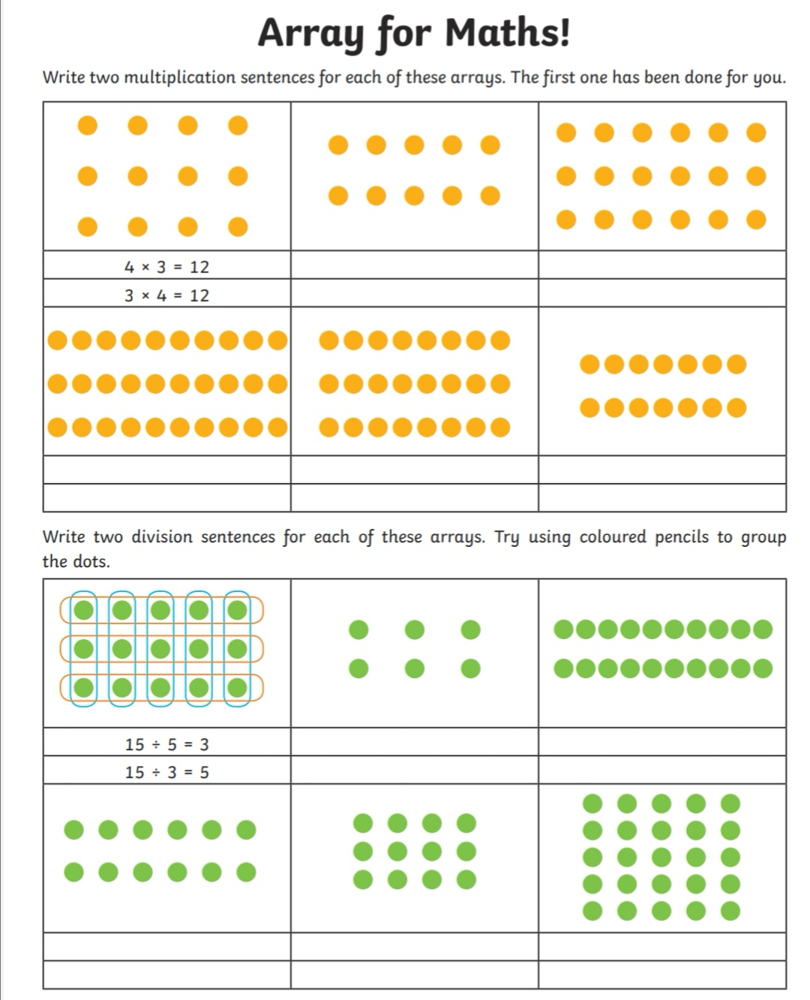 Array for Maths!
Write two multiplication sentences for each of these arrays. The first one has been done for you.
4 × 3 = 12
3 × 4 = 12
Write two division sentences for each of these arrays. Try using coloured pencils to group
the dots.
15 ÷ 5 = 3
15 ÷ 3 = 5